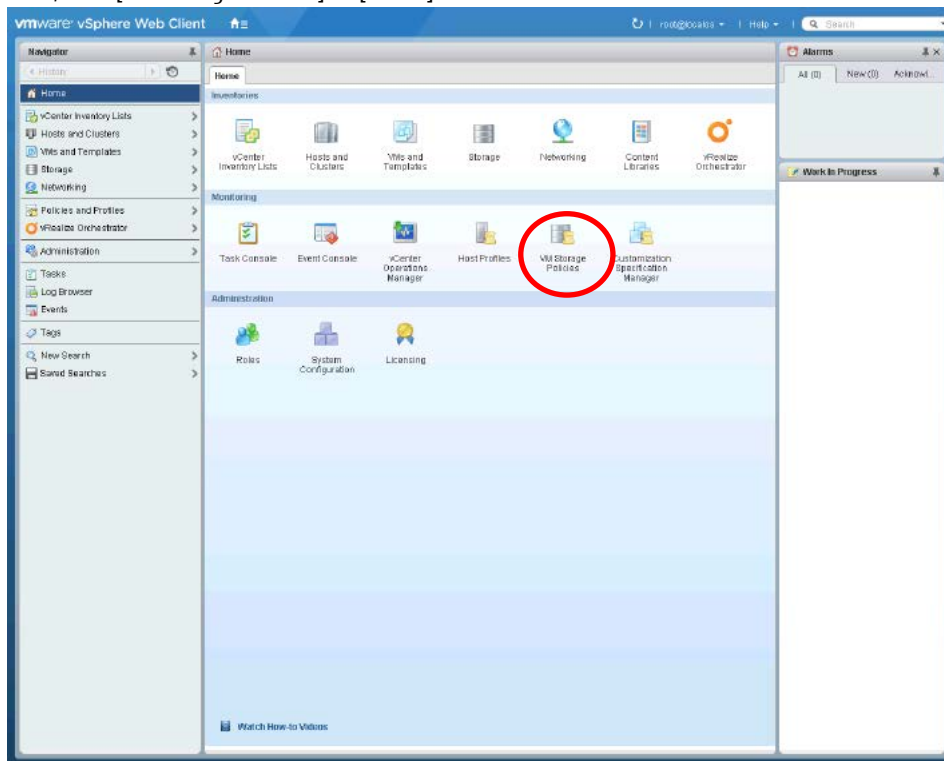 vmware vSphere Web Client
root@localos
Help
Search
Navigator
History
Home
vCenter Inventory Lists
Hosts and Clusters
VMs and Templates
Storage
Networking
Policies and Profiles
vRealize Orchestrator
Administration
Tasks
Log Browser
Events
Tags
New Search
Saved Searches
Home
Home
Inventories
vCenter
Inventory Lists
Hosts and
Clusters
VMs and
Templates
Storage
Networking
Content
Libraries
vRealize
Orchestrator
Monitoring
Task Console
Event Console
vCenter
Operations
Manager
Host Profiles
VM Storage
Policies
Customization
Specification
Manager
Administration
Roles
System
Configuration
Licensing
Watch How-to Videos
Alarms
All (0)
New (0)
Acknowl...
Work In Progress